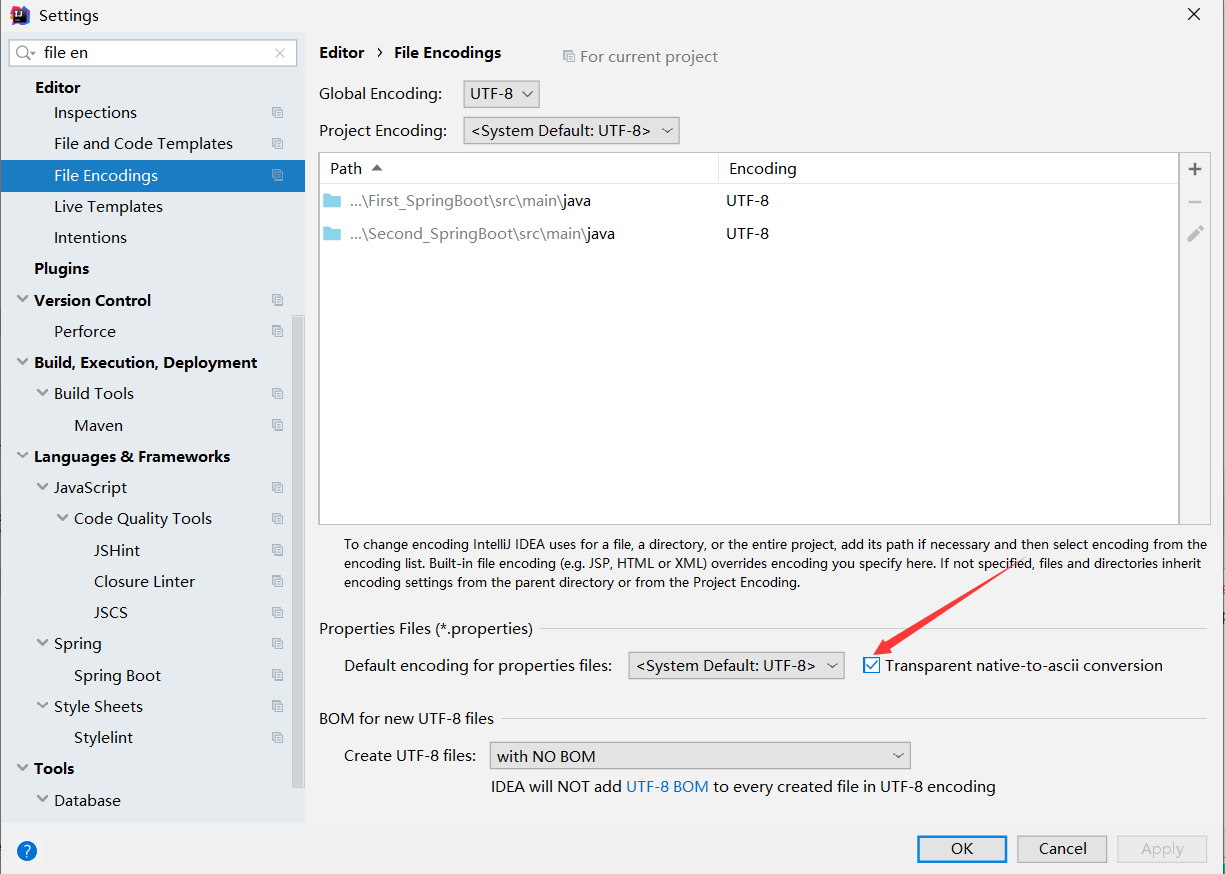 Settings
file en
Editor
Inspections
File and Code Templates
File Encodings
Live Templates
Intentions
Plugins
Version Control
Perforce
Build, Execution, Deployment
Build Tools
Maven
Languages & Frameworks
JavaScript
Code Quality Tools
JSHint
Closure Linter
JSCS
Spring
Spring Boot
Style Sheets
Stylelint
Tools
Database
Editor › File Encodings For current project
Global Encoding: UTF-8
Project Encoding: <System Default: UTF-8>
Path Encoding
...\First_SpringBoot\src\main\java UTF-8
...\Second_SpringBoot\src\main\java UTF-8
To change encoding IntelliJ IDEA uses for a file, a directory, or the entire project, add its path if necessary and then select encoding from the
encoding list. Built-in file encoding (e.g. JSP, HTML or XML) overrides encoding you specify here. If not specified, files and directories inherit
encoding settings from the parent directory or from the Project Encoding.
Properties Files (*.properties)
Default encoding for properties files: <System Default: UTF-8> Transparent native-to-ascii conversion
BOM for new UTF-8 files
Create UTF-8 files: with NO BOM
IDEA will NOT add UTF-8 BOM to every created file in UTF-8 encoding
? OK Cancel Apply